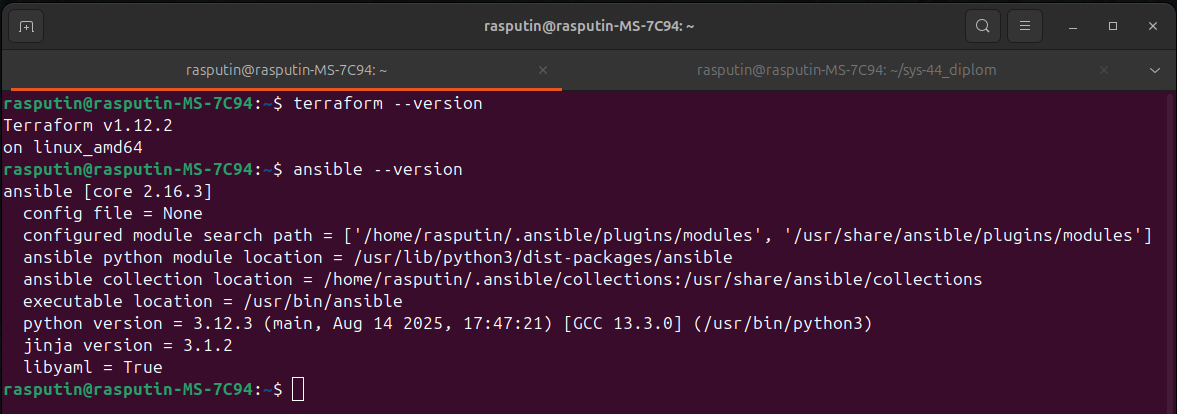 rasputin@rasputin-MS-7C94: ~
rasputin@rasputin-MS-7C94: ~
rasputin@rasputin-MS-7C94: ~/sys-44_diplom
rasputin@rasputin-MS-7C94:~$ terraform --version
Terraform v1.12.2
on linux_amd64
rasputin@rasputin-MS-7C94:~$ ansible --version
ansible [core 2.16.3]
  config file = None
  configured module search path = ['/home/rasputin/.ansible/plugins/modules', '/usr/share/ansible/plugins/modules']
  ansible python module location = /usr/lib/python3/dist-packages/ansible
  ansible collection location = /home/rasputin/.ansible/collections:/usr/share/ansible/collections
  executable location = /usr/bin/ansible
  python version = 3.12.3 (main, Aug 14 2025, 17:47:21) [GCC 13.3.0] (/usr/bin/python3)
  jinja version = 3.1.2
  libyaml = True
rasputin@rasputin-MS-7C94:~$